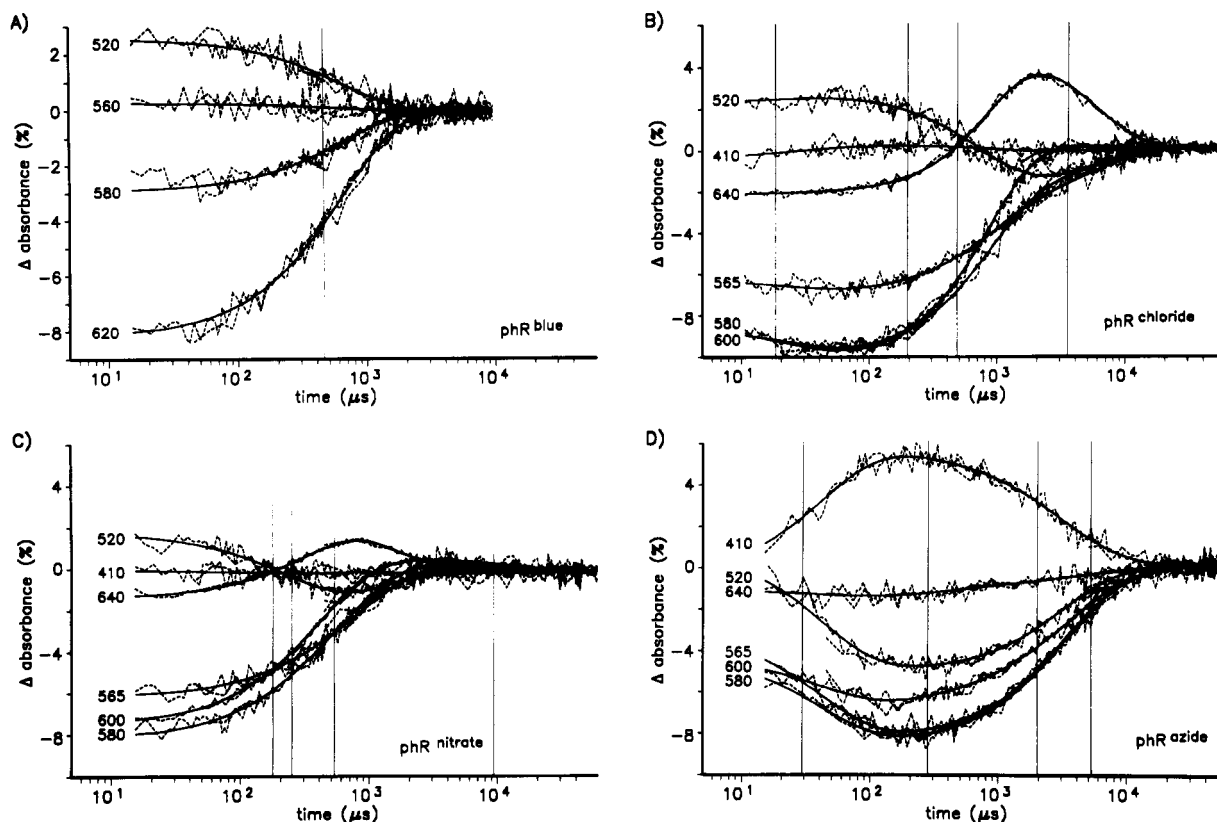 A)
2
0
-2
-4
-6
-8
Δ absorbance (%)
520
560
580
620
phR blue
10¹ 10² 10³ 10⁴
time (μs)
B)
4
0
-4
-8
Δ absorbance (%)
520
410
640
565
580
600
phR chloride
10¹ 10² 10³ 10⁴
time (μs)
C)
4
0
-4
-8
Δ absorbance (%)
520
410
640
565
600
580
phR nitrate
10¹ 10² 10³ 10⁴
time (μs)
D)
4
0
-4
-8
Δ absorbance (%)
410
520
640
565
600
580
phR azide
10¹ 10² 10³ 10⁴
time (μs)